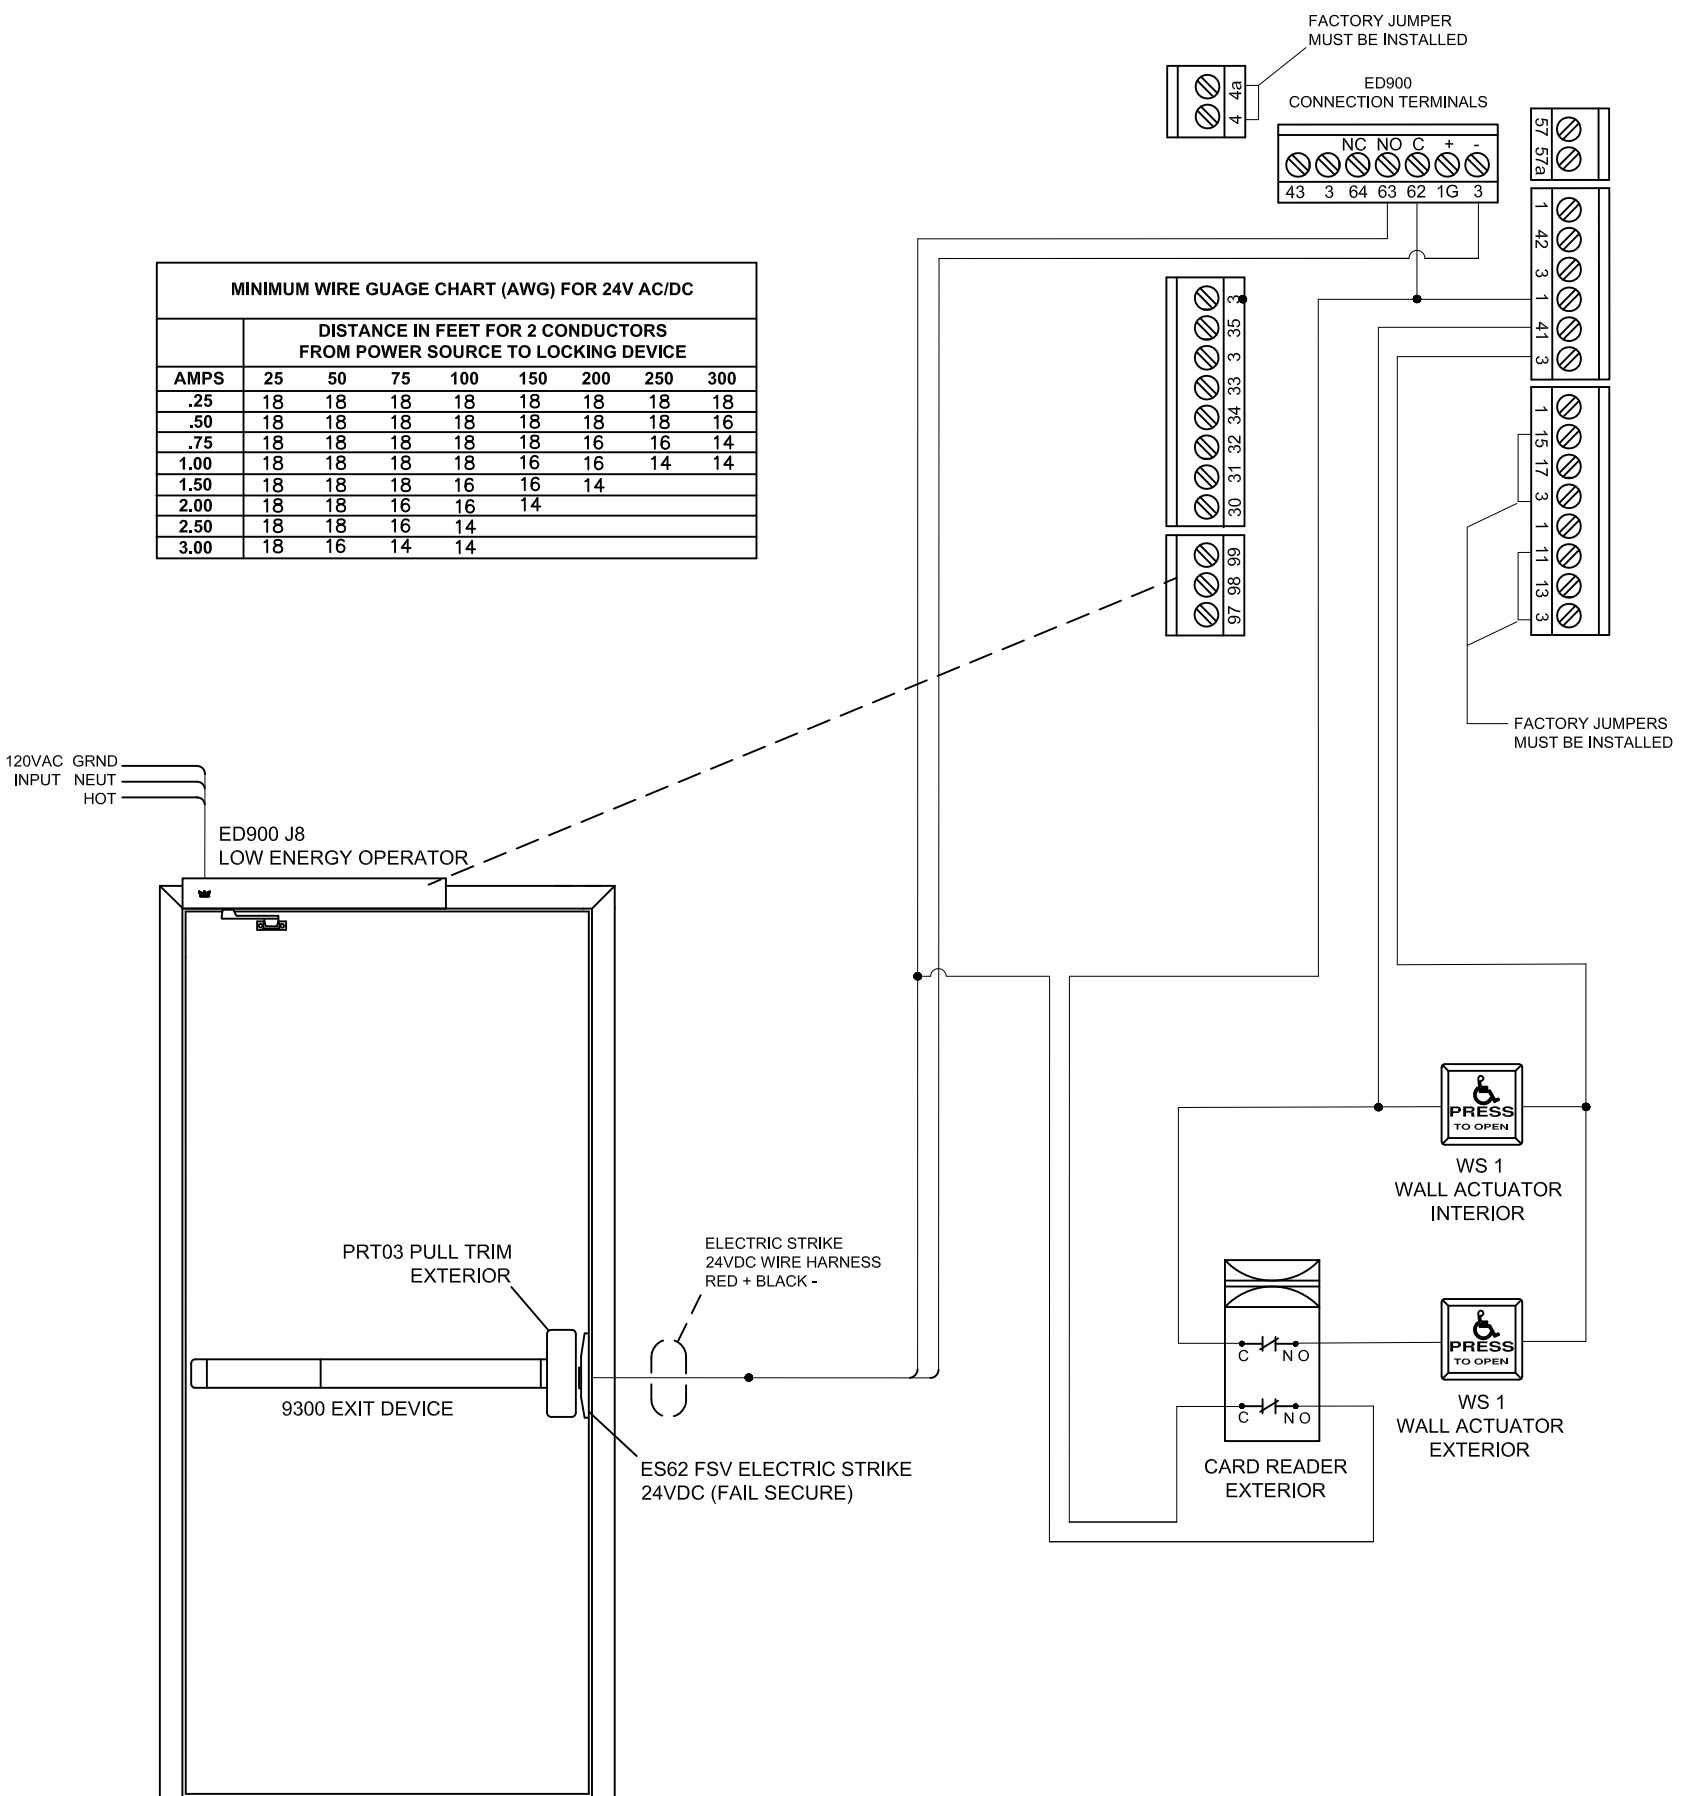 FACTORY JUMPER
MUST BE INSTALLED
4a
4
ED900
CONNECTION TERMINALS
NC NO C + -
43 3 64 63 62 1G 3
57
57a
1
42
3
1
41
3
1
15
17
3
1
11
13
3
3
35
3
33
34
32
31
30
99
98
97
FACTORY JUMPERS
MUST BE INSTALLED
MINIMUM WIRE GUAGE CHART (AWG) FOR 24V AC/DC
DISTANCE IN FEET FOR 2 CONDUCTORS
FROM POWER SOURCE TO LOCKING DEVICE
AMPS 25 50 75 100 150 200 250 300
.25 18 18 18 18 18 18 18 18
.50 18 18 18 18 18 18 18 16
.75 18 18 18 18 18 16 16 14
1.00 18 18 18 18 16 16 14 14
1.50 18 18 18 16 16 14
2.00 18 18 16 16 14
2.50 18 18 16 14
3.00 18 16 14 14
120VAC GRND
INPUT NEUT
HOT
ED900 J8
LOW ENERGY OPERATOR
PRT03 PULL TRIM
EXTERIOR
9300 EXIT DEVICE
ELECTRIC STRIKE
24VDC WIRE HARNESS
RED + BLACK -
ES62 FSV ELECTRIC STRIKE
24VDC (FAIL SECURE)
PRESS
TO OPEN
WS 1
WALL ACTUATOR
INTERIOR
C NO
C NO
CARD READER
EXTERIOR
PRESS
TO OPEN
WS 1
WALL ACTUATOR
EXTERIOR